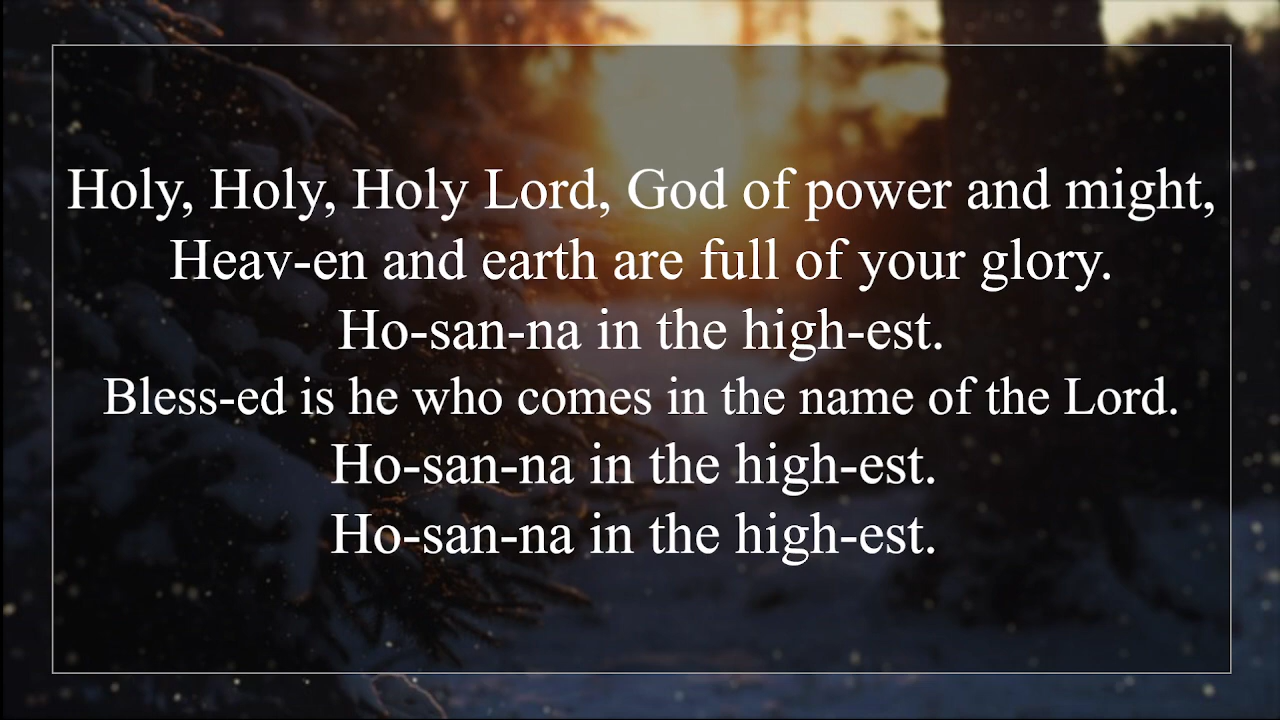 Holy, Holy, Holy Lord, God of power and might,
Heav-en and earth are full of your glory.
Ho-san-na in the high-est.
Bless-ed is he who comes in the name of the Lord.
Ho-san-na in the high-est.
Ho-san-na in the high-est.